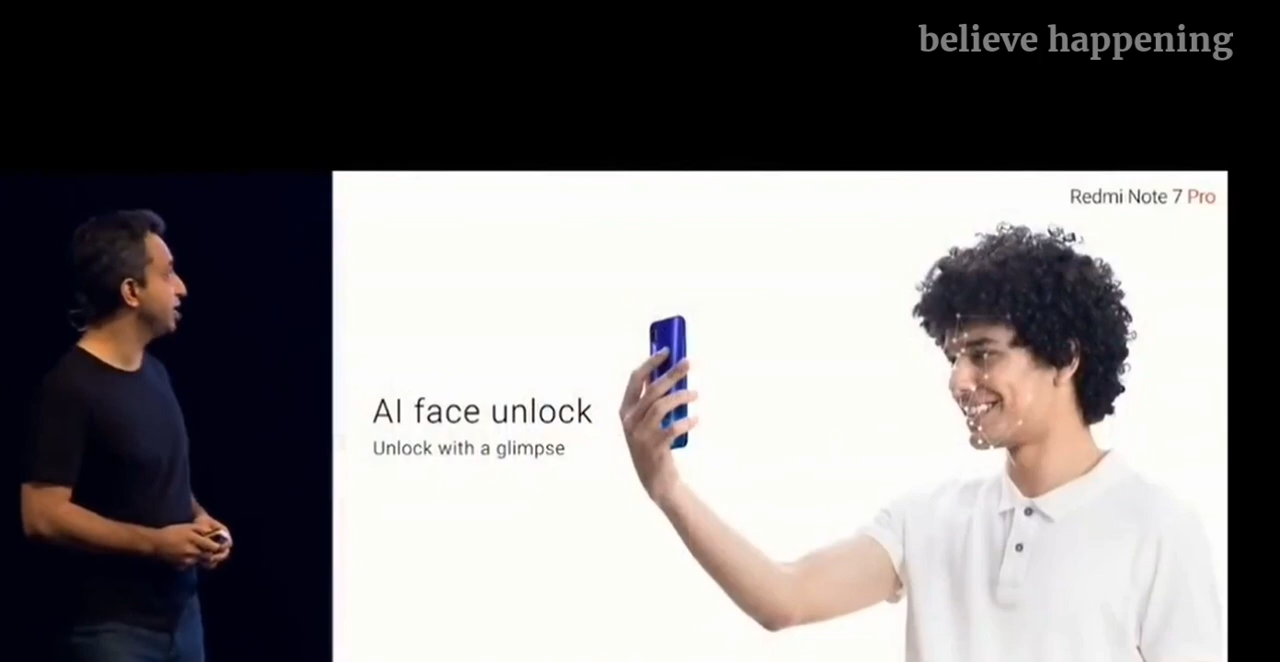 believe happening
Redmi Note 7 Pro
AI face unlock
Unlock with a glimpse